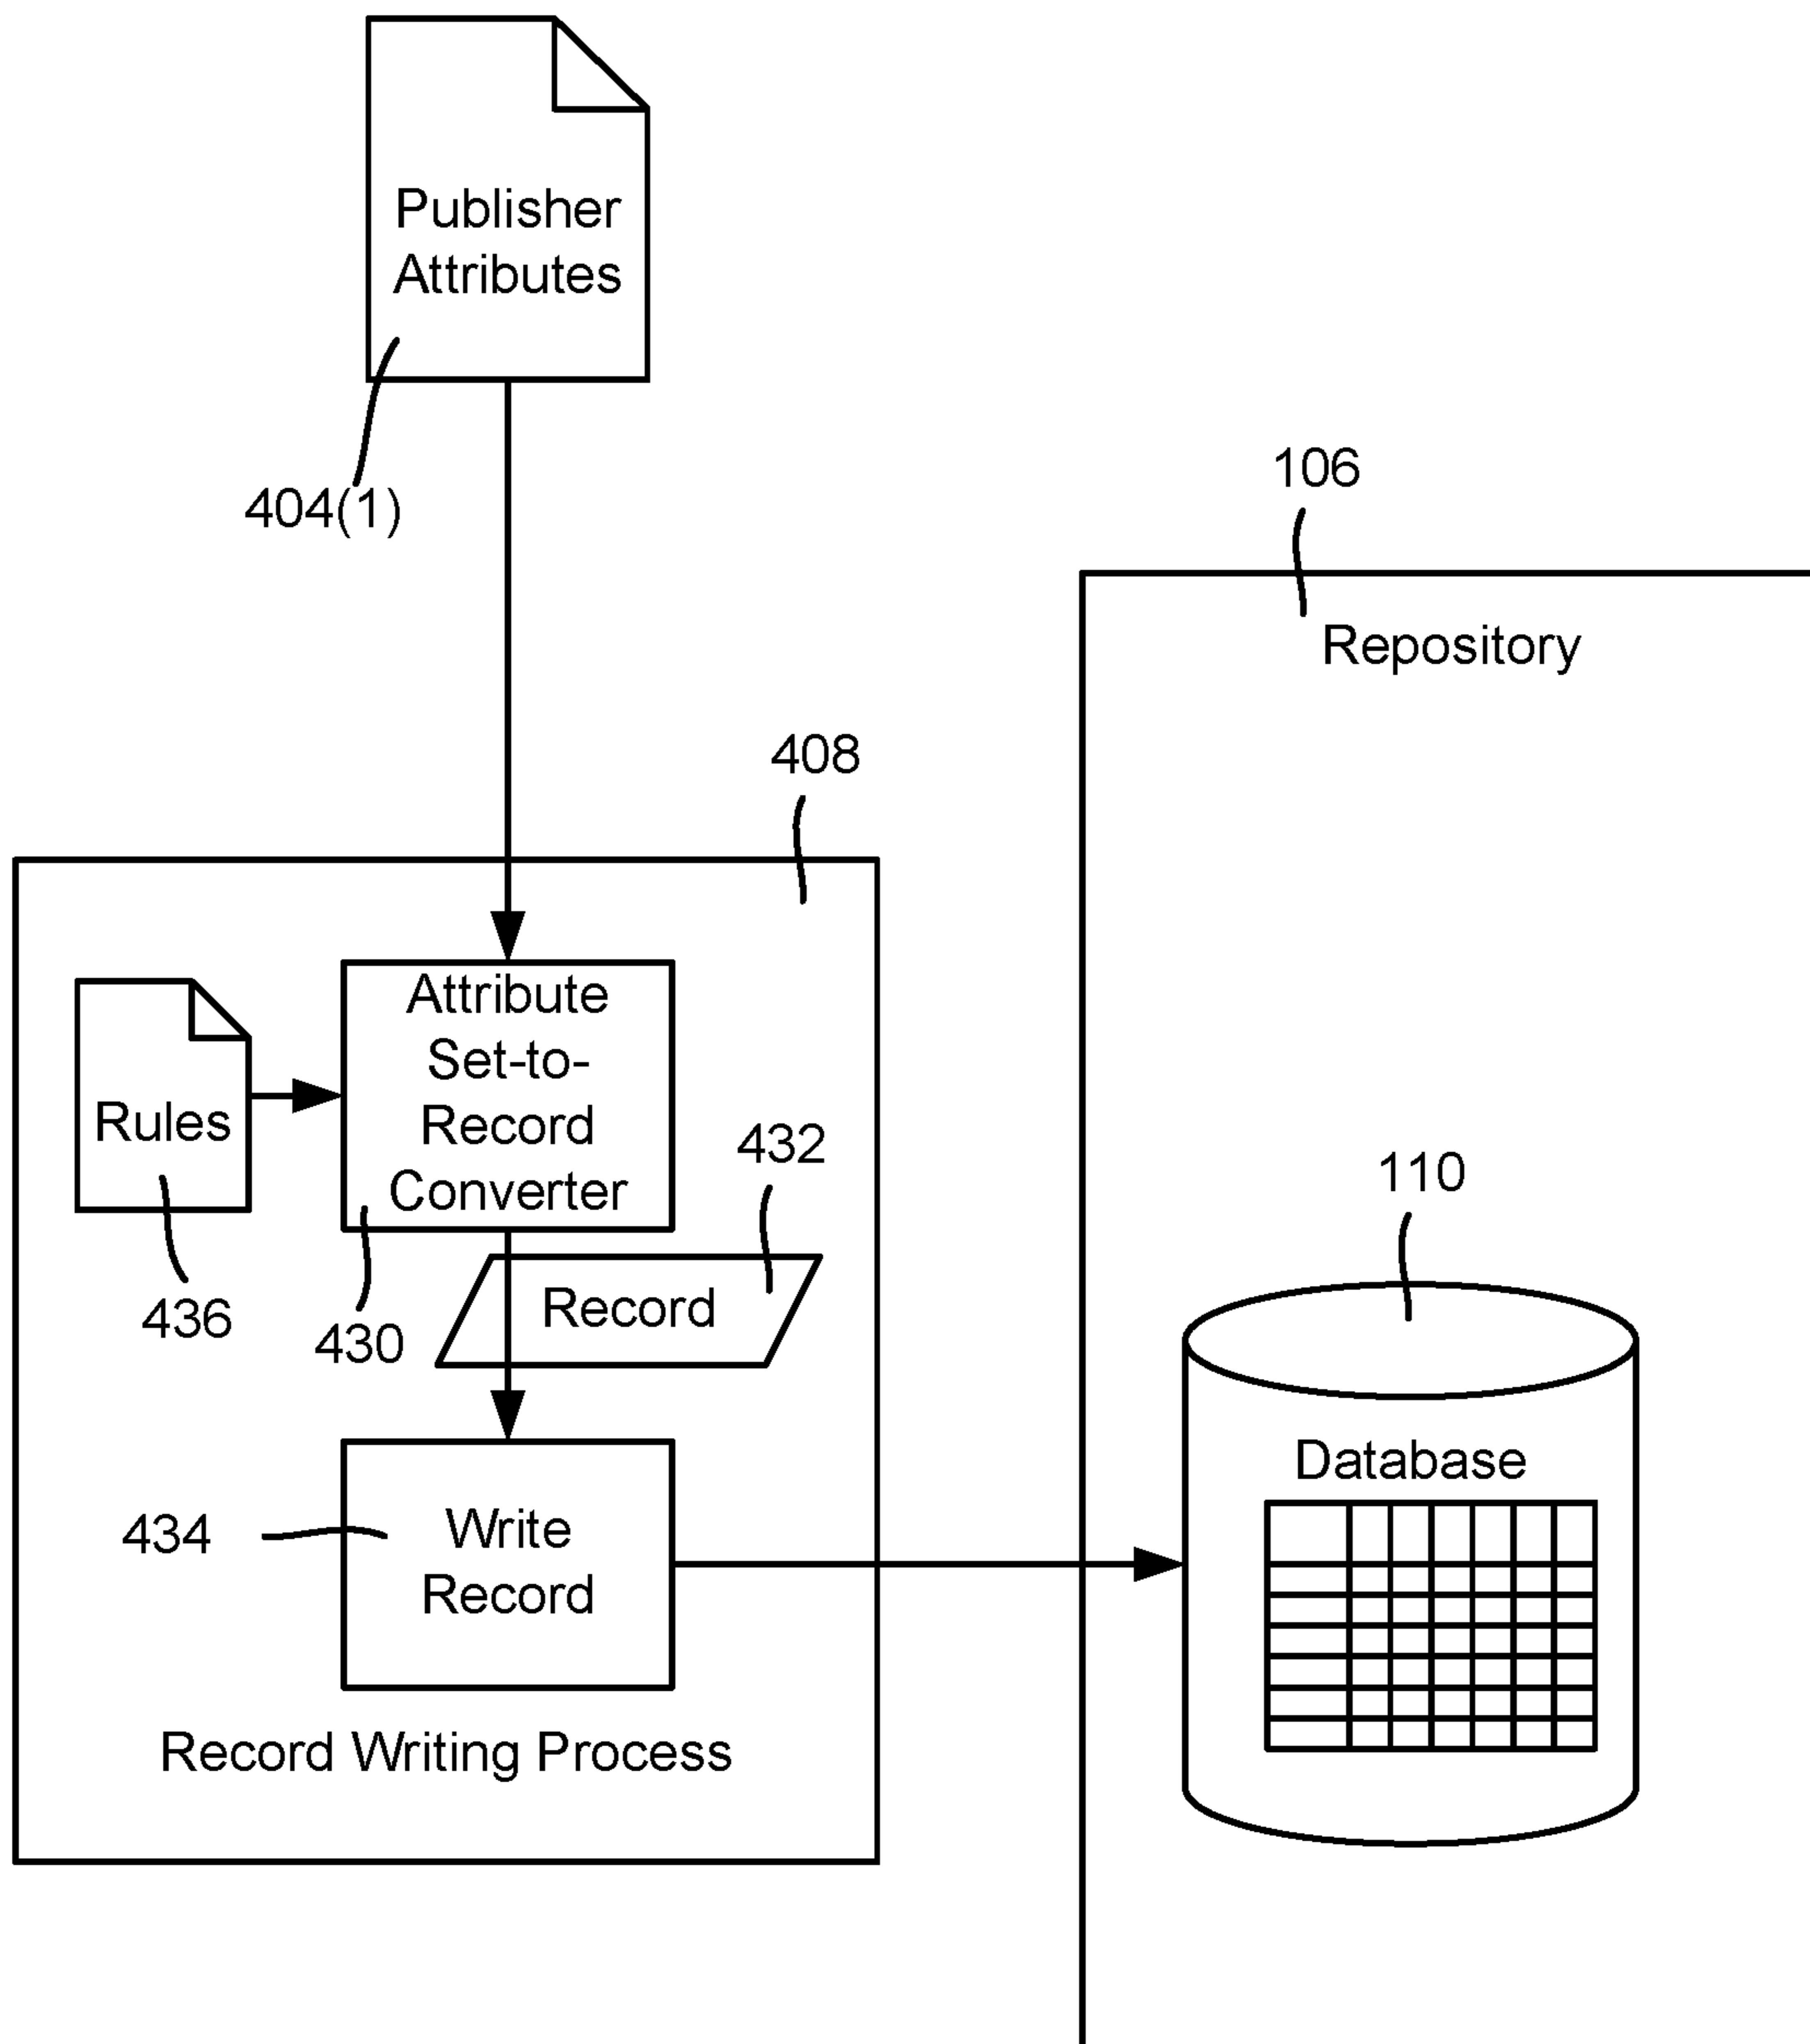 Publisher
Attributes
404(1)
106
Repository
408
Attribute
Set-to-
Record
Converter
Rules
432
436
430
Record
110
Database
434
Write
Record
Record Writing Process